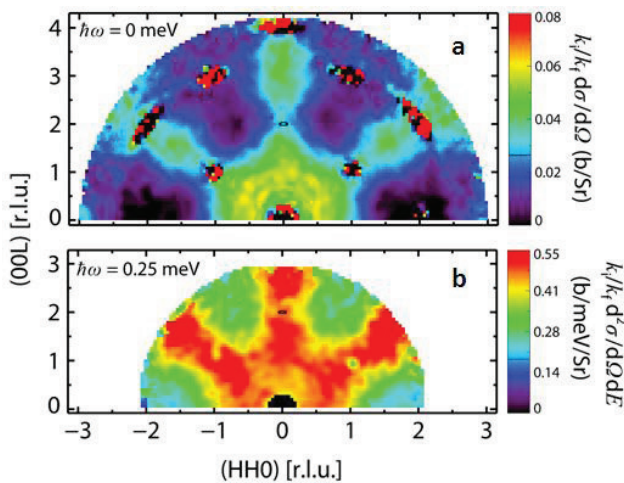 ħω = 0 meV
a
4
3
2
1
0
0.08
0.06
0.04
0.02
0
kᵢ/k_f dσ/dΩ (b/Sr)
(00L) [r.l.u.]
ħω = 0.25 meV
b
3
2
1
0
0.55
0.41
0.28
0.14
0
kᵢ/k_f d²σ/dΩdE
(b/meV/Sr)
−3 −2 −1 0 1 2 3
(HH0) [r.l.u.]